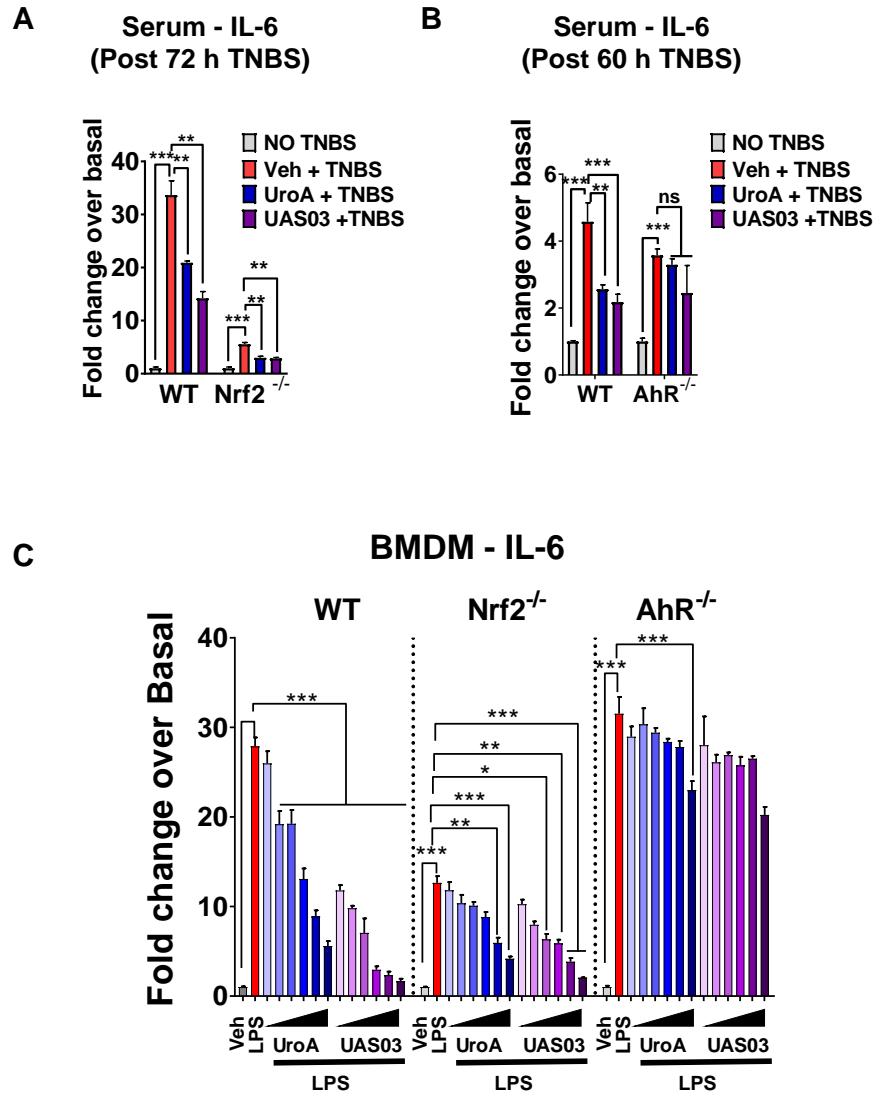 A
Serum - IL-6
(Post 72 h TNBS)
Fold change over basal
40
30
20
10
0
***
**
**
***
**
**
WT
Nrf2 -/-
NO TNBS
Veh + TNBS
UroA + TNBS
UAS03 +TNBS
B
Serum - IL-6
(Post 60 h TNBS)
Fold change over basal
6
4
2
0
***
***
**
ns
***
WT
AhR-/-
NO TNBS
Veh + TNBS
UroA + TNBS
UAS03 +TNBS
C
BMDM - IL-6
WT
Nrf2-/-
AhR-/-
Fold change over Basal
40
30
20
10
0
***
***
**
*
***
**
***
***
***
Veh
LPS
UroA
UAS03
LPS
Veh
LPS
UroA
UAS03
LPS
Veh
LPS
UroA
UAS03
LPS